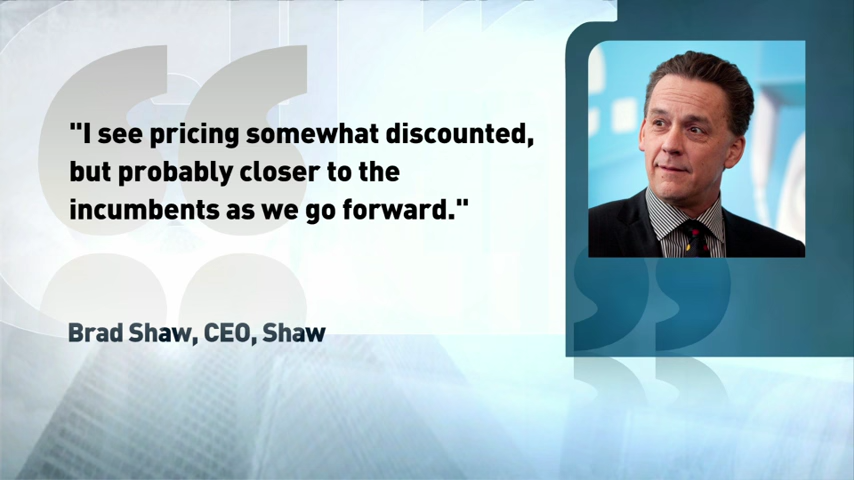 "I see pricing somewhat discounted,
but probably closer to the
incumbents as we go forward."
Brad Shaw, CEO, Shaw